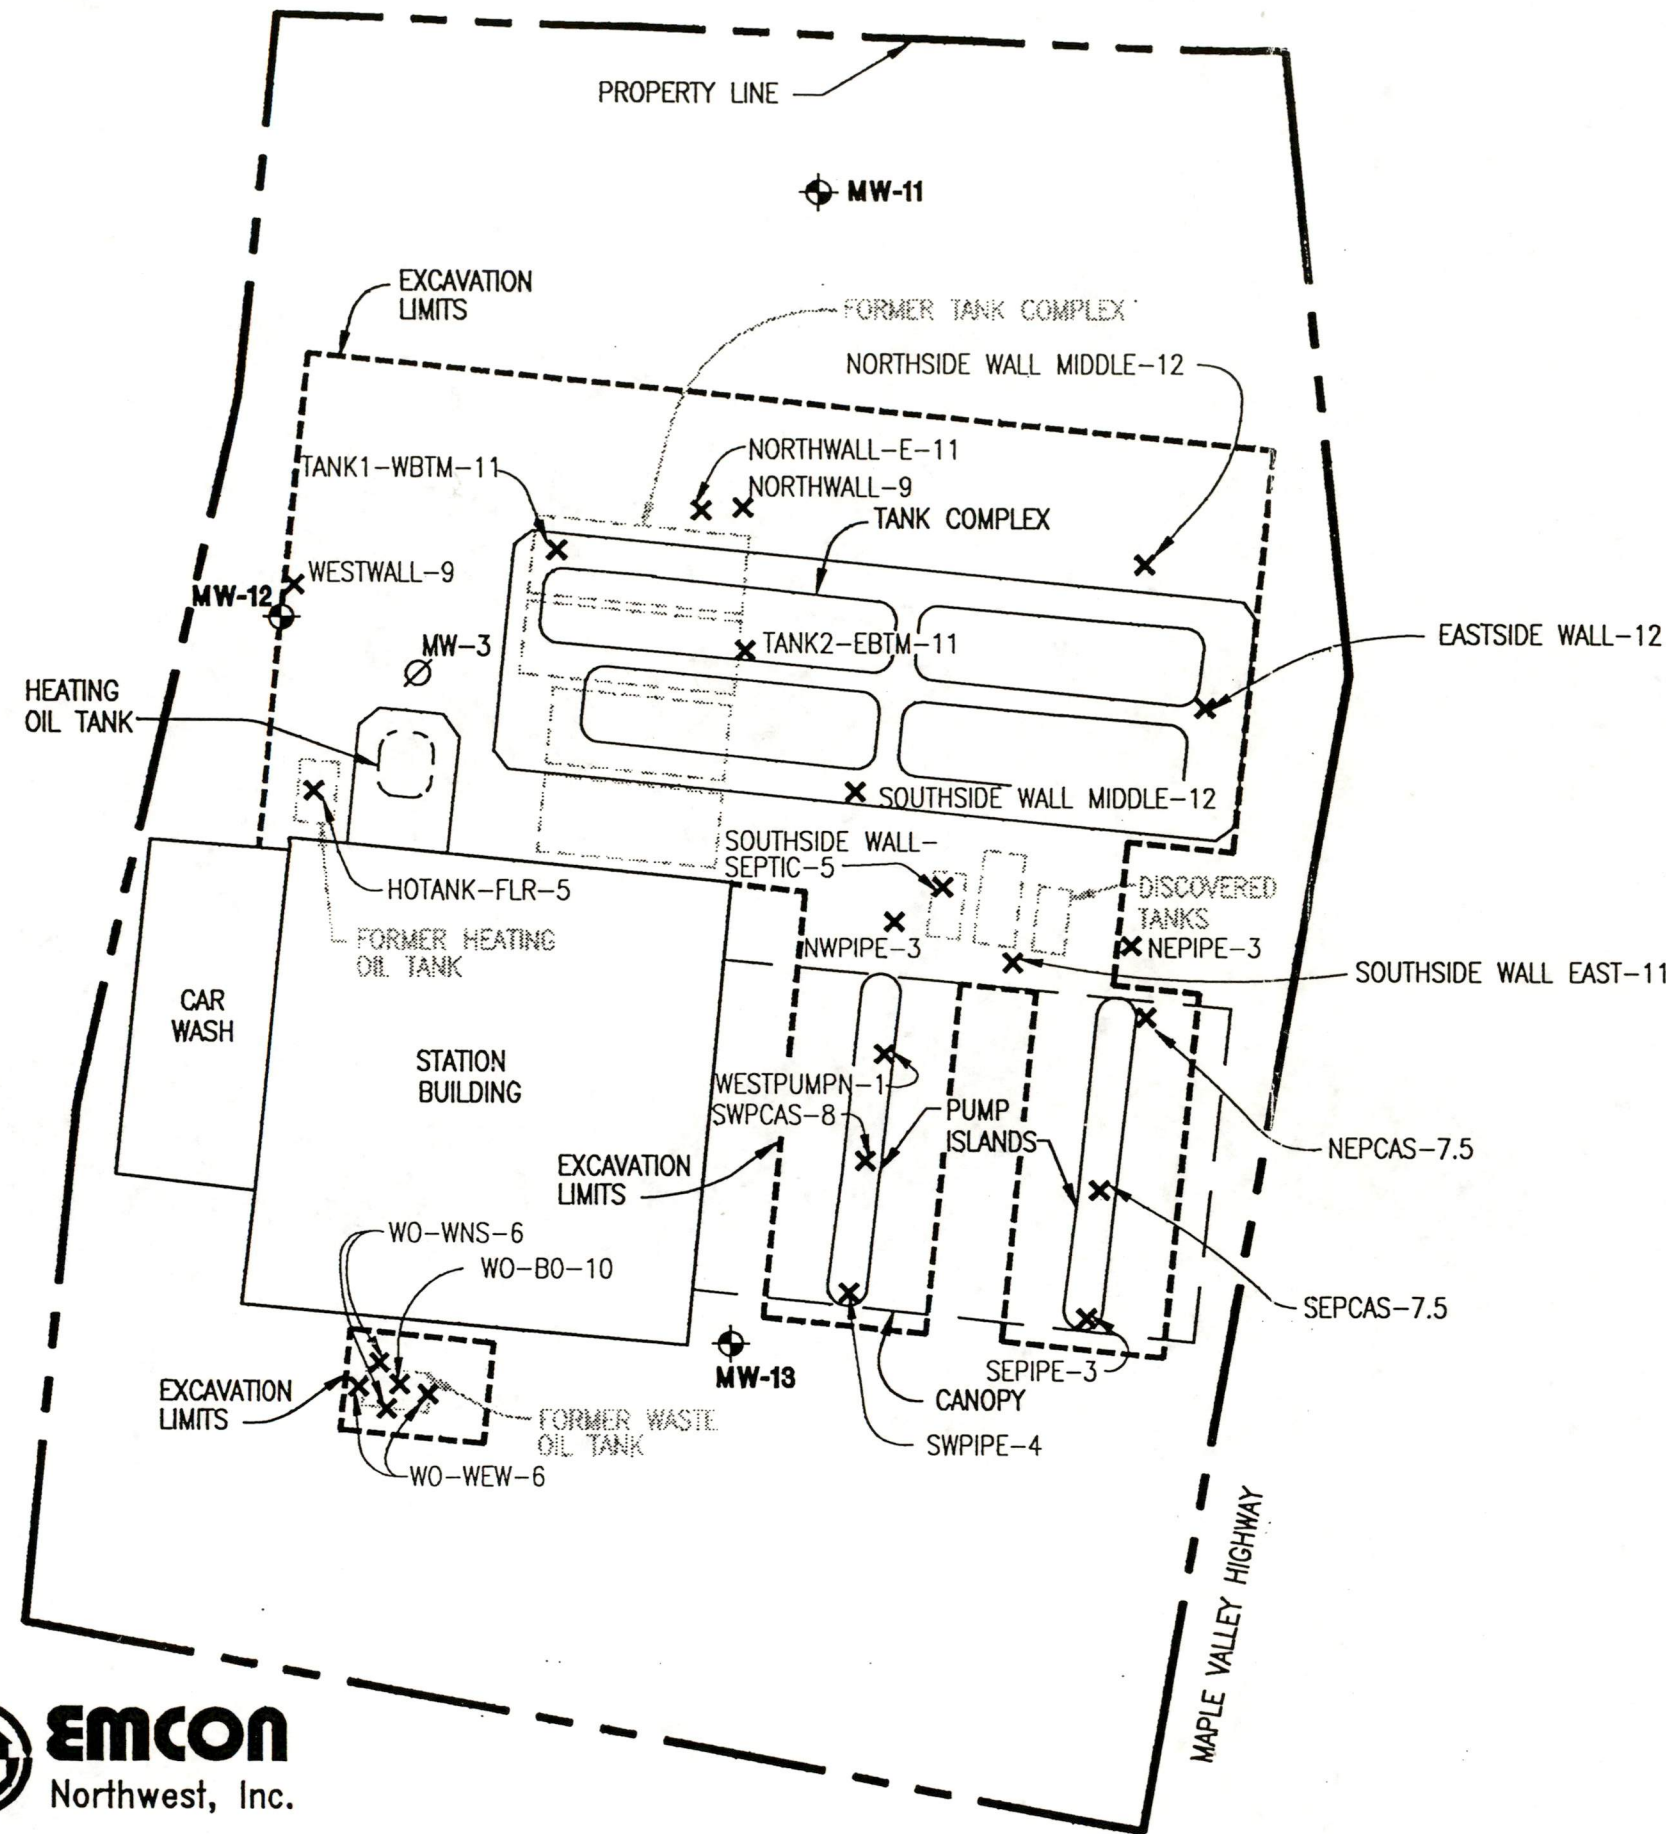 PROPERTY LINE
MW-11
EXCAVATION
LIMITS
FORMER TANK COMPLEX
NORTHSIDE WALL MIDDLE-12
NORTHWALL-E-11
TANK1-WBTM-11
NORTHWALL-9
TANK COMPLEX
WESTWALL-9
MW-12
EASTSIDE WALL-12
TANK2-EBTM-11
MW-3
HEATING
OIL TANK
SOUTHSIDE WALL MIDDLE-12
SOUTHSIDE WALL-
SEPTIC-5
HOTANK-FLR-5
DISCOVERED
TANKS
FORMER HEATING
OIL TANK
NWPIPE-3
NEPIPE-3
SOUTHSIDE WALL EAST-11
CAR
WASH
STATION
BUILDING
WESTPUMPN-1
SWPCAS-8
PUMP
ISLANDS
NEPCAS-7.5
EXCAVATION
LIMITS
WO-WNS-6
WO-BO-10
SEPCAS-7.5
SEPIPE-3
MW-13
EXCAVATION
LIMITS
CANOPY
FORMER WASTE
OIL TANK
SWPIPE-4
WO-WEW-6
MAPLE VALLEY HIGHWAY
EMCON
Northwest, Inc.